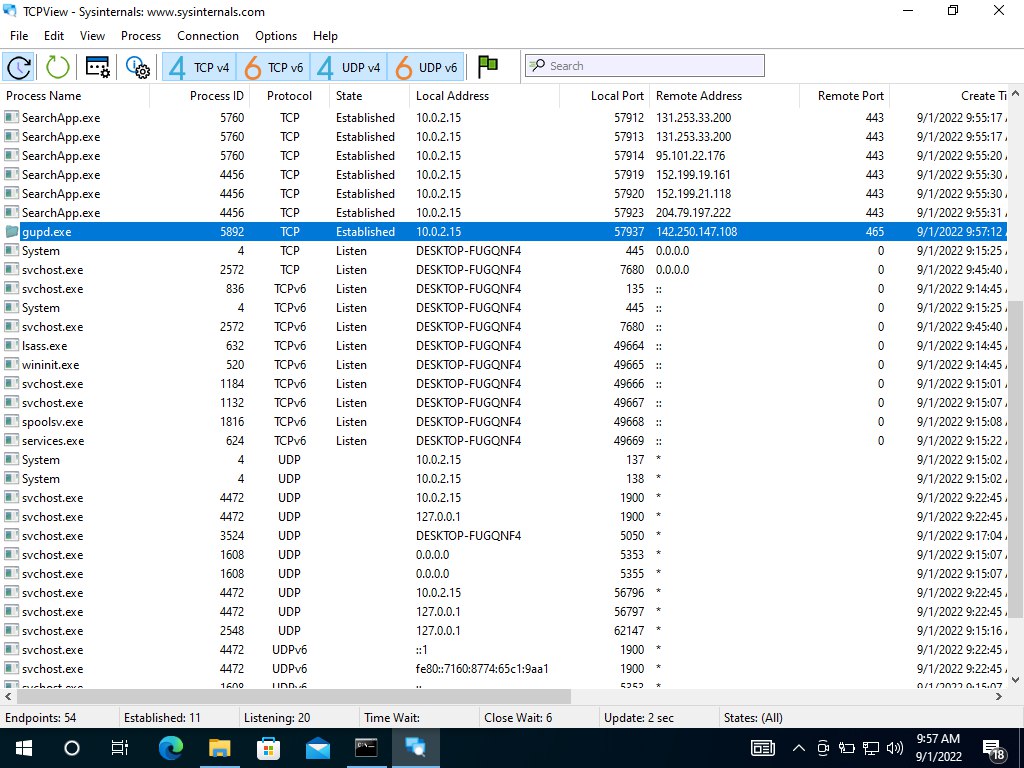 TCPView - Sysinternals: www.sysinternals.com
File Edit View Process Connection Options Help
4 TCP v4 6 TCP v6 4 UDP v4 6 UDP v6 Search
Process Name Process ID Protocol State Local Address Local Port Remote Address Remote Port Create Ti
SearchApp.exe 5760 TCP Established 10.0.2.15 57912 131.253.33.200 443 9/1/2022 9:55:17
SearchApp.exe 5760 TCP Established 10.0.2.15 57913 131.253.33.200 443 9/1/2022 9:55:17
SearchApp.exe 5760 TCP Established 10.0.2.15 57914 95.101.22.176 443 9/1/2022 9:55:20
SearchApp.exe 4456 TCP Established 10.0.2.15 57919 152.199.19.161 443 9/1/2022 9:55:30
SearchApp.exe 4456 TCP Established 10.0.2.15 57920 152.199.21.118 443 9/1/2022 9:55:30
SearchApp.exe 4456 TCP Established 10.0.2.15 57923 204.79.197.222 443 9/1/2022 9:55:31
gupd.exe 5892 TCP Established 10.0.2.15 57937 142.250.147.108 465 9/1/2022 9:57:12
System 4 TCP Listen DESKTOP-FUGQNF4 445 0.0.0.0 0 9/1/2022 9:15:25
svchost.exe 2572 TCP Listen DESKTOP-FUGQNF4 7680 0.0.0.0 0 9/1/2022 9:45:40
svchost.exe 836 TCPv6 Listen DESKTOP-FUGQNF4 135 :: 0 9/1/2022 9:14:45
System 4 TCPv6 Listen DESKTOP-FUGQNF4 445 :: 0 9/1/2022 9:15:25
svchost.exe 2572 TCPv6 Listen DESKTOP-FUGQNF4 7680 :: 0 9/1/2022 9:45:40
lsass.exe 632 TCPv6 Listen DESKTOP-FUGQNF4 49664 :: 0 9/1/2022 9:14:45
wininit.exe 520 TCPv6 Listen DESKTOP-FUGQNF4 49665 :: 0 9/1/2022 9:14:45
svchost.exe 1184 TCPv6 Listen DESKTOP-FUGQNF4 49666 :: 0 9/1/2022 9:15:01
svchost.exe 1132 TCPv6 Listen DESKTOP-FUGQNF4 49667 :: 0 9/1/2022 9:15:07
spoolsv.exe 1816 TCPv6 Listen DESKTOP-FUGQNF4 49668 :: 0 9/1/2022 9:15:08
services.exe 624 TCPv6 Listen DESKTOP-FUGQNF4 49669 :: 0 9/1/2022 9:15:22
System 4 UDP 10.0.2.15 137 * 9/1/2022 9:15:02
System 4 UDP 10.0.2.15 138 * 9/1/2022 9:15:02
svchost.exe 4472 UDP 10.0.2.15 1900 * 9/1/2022 9:22:45
svchost.exe 4472 UDP 127.0.0.1 1900 * 9/1/2022 9:22:45
svchost.exe 3524 UDP DESKTOP-FUGQNF4 5050 * 9/1/2022 9:17:04
svchost.exe 1608 UDP 0.0.0.0 5353 * 9/1/2022 9:15:07
svchost.exe 1608 UDP 0.0.0.0 5355 * 9/1/2022 9:15:07
svchost.exe 4472 UDP 10.0.2.15 56796 * 9/1/2022 9:22:45
svchost.exe 4472 UDP 127.0.0.1 56797 * 9/1/2022 9:22:45
svchost.exe 2548 UDP 127.0.0.1 62147 * 9/1/2022 9:15:16
svchost.exe 4472 UDPv6 ::1 1900 * 9/1/2022 9:22:45
svchost.exe 4472 UDPv6 fe80::7160:8774:65c1:9aa1 1900 * 9/1/2022 9:22:45
svchost.exe 1608 UDPv6 :: 5353 * 9/1/2022 9:15:07
Endpoints: 54 Established: 11 Listening: 20 Time Wait: Close Wait: 6 Update: 2 sec States: (All)
9:57 AM
9/1/2022
18